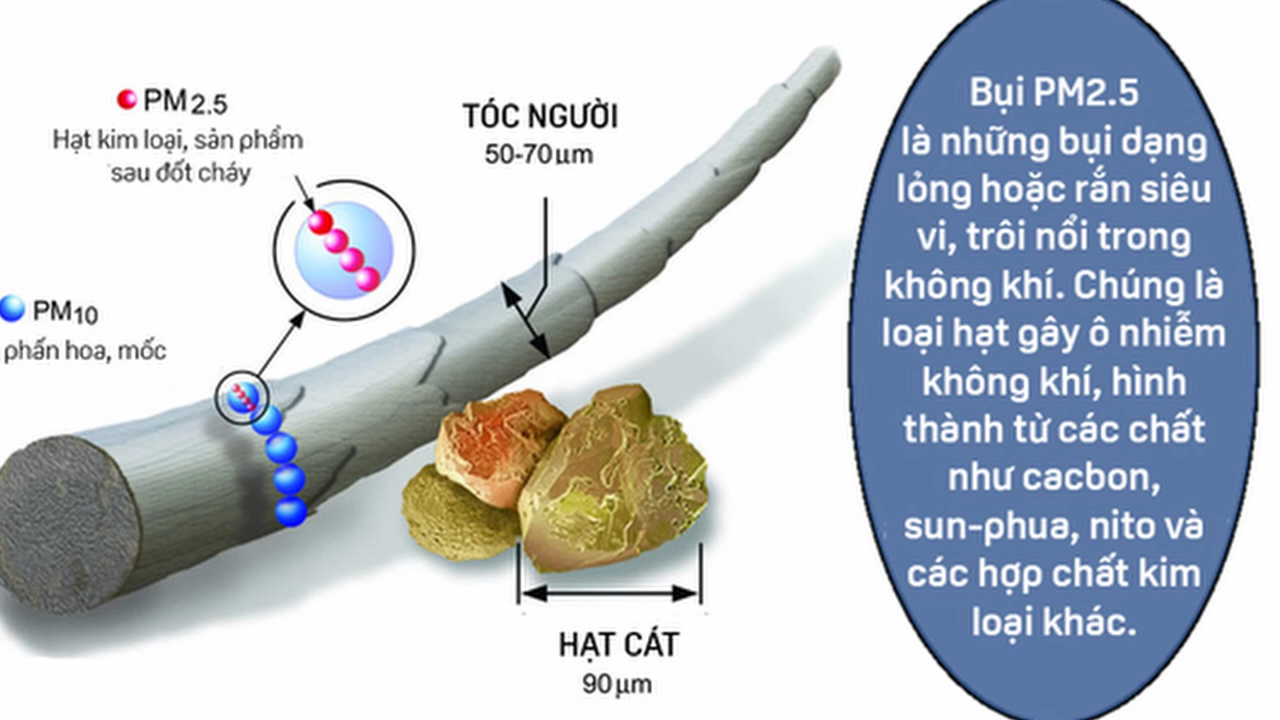 PM2.5
Hạt kim loại, sản phẩm
sau đốt cháy
TÓC NGƯỜI
50-70μm
PM10
phấn hoa, mốc
HẠT CÁT
90μm
Bụi PM2.5
là những bụi dạng
lỏng hoặc rắn siêu
vi, trôi nổi trong
không khí. Chúng là
loại hạt gây ô nhiễm
không khí, hình
thành từ các chất
như cacbon,
sun-phua, nito và
các hợp chất kim
loại khác.